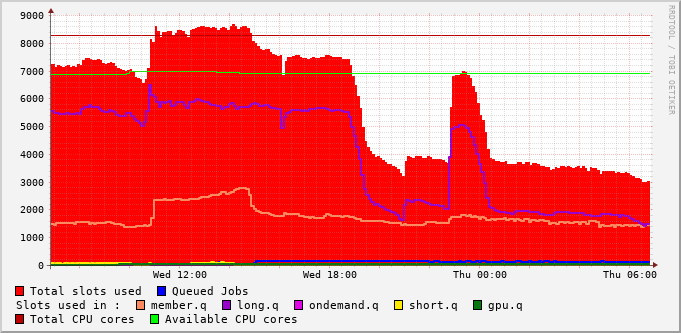 RRDTOOL / TOBI OETIKER
9000
8000
7000
6000
5000
4000
3000
2000
1000
0
Wed 12:00 Wed 18:00 Thu 00:00 Thu 06:00
Total slots used Queued Jobs
Slots used in : member.q long.q ondemand.q short.q gpu.q
Total CPU cores Available CPU cores